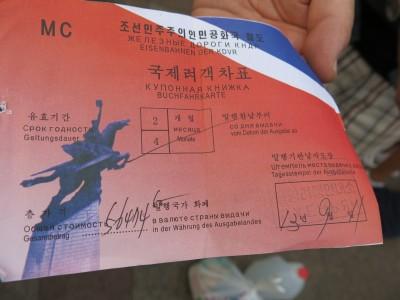 MC 조선민주주의인민공화국 철도
ЖЕЛЕЗНЫЕ ДОРОГИ КНДР
EISENBAHNEN DER KDVR
국제려객차표
КУПОННАЯ КНИЖКА
BUCHFAHRKARTE
유효기간
СРОК ГОДНОСТИ
Geltungsdauer
2
4
개월
месяца
Monate
발행한날부터
со дня выдачи
vom Datum der Ausgabe ab
발행기관날자도장
Штемпель места выдачи
Tagesstempel der Ausgabe
총가격
Общая стоимость
Gesamtbetrag
발행국가 화폐
в валюте страны выдачи
in der Währung des Ausgabelandes